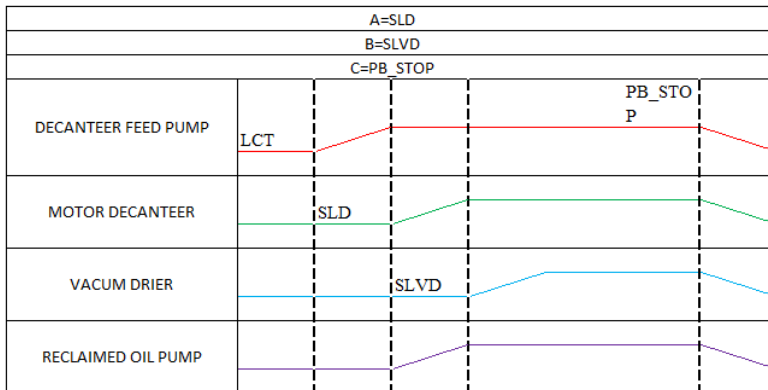 A=SLD
B=SLVD
C=PB_STOP
PB_STO
P
DECANTEER FEED PUMP
LCT
MOTOR DECANTEER
SLD
VACUM DRIER
SLVD
RECLAIMED OIL PUMP